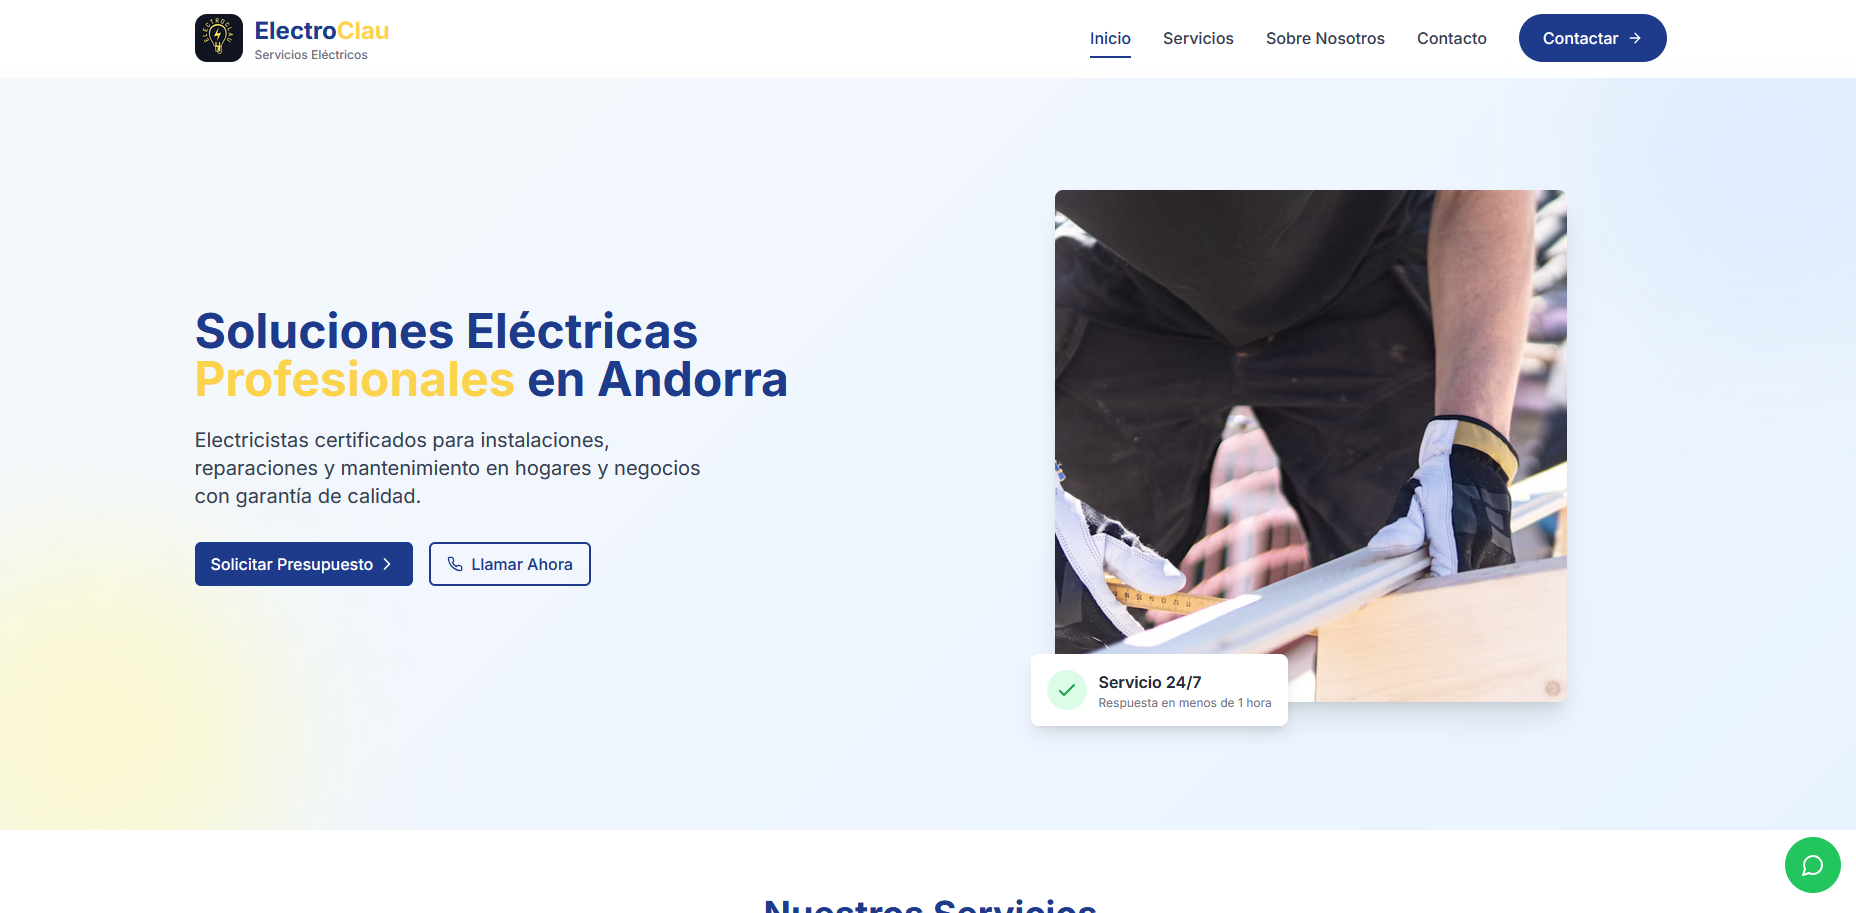 ELECTROCLAU
ElectroClau
Servicios Eléctricos
Inicio
Servicios
Sobre Nosotros
Contacto
Contactar
Soluciones Eléctricas
Profesionales en Andorra
Electricistas certificados para instalaciones,
reparaciones y mantenimiento en hogares y negocios
con garantía de calidad.
Solicitar Presupuesto
Llamar Ahora
Servicio 24/7
Respuesta en menos de 1 hora
Nuestros Servicios